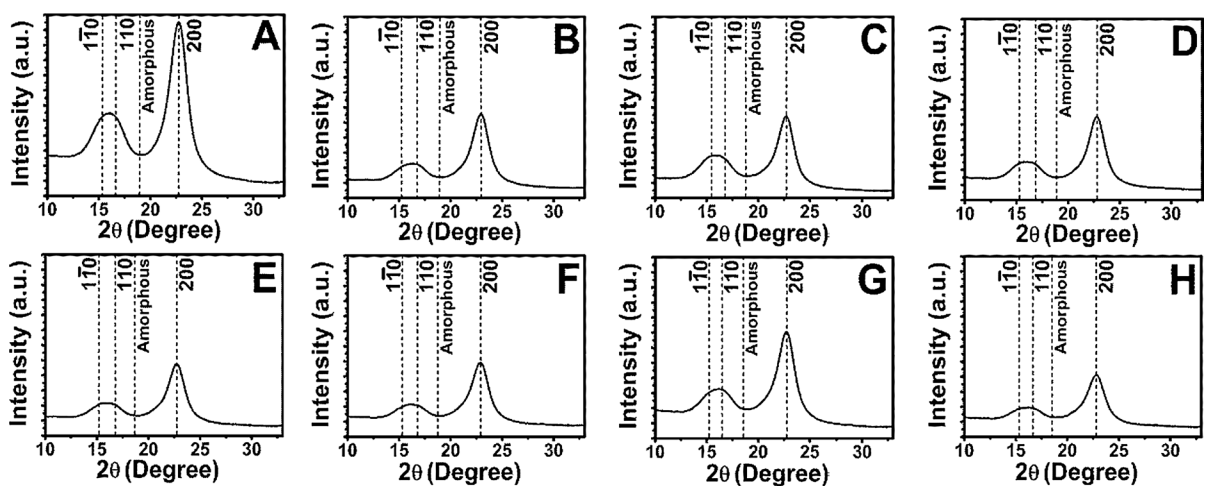 Intensity (a.u.)
11̅0
110
Amorphous
200
A
10 15 20 25 30
2θ (Degree)
Intensity (a.u.)
11̅0
110
Amorphous
200
B
10 15 20 25 30
2θ (Degree)
Intensity (a.u.)
11̅0
110
Amorphous
200
C
10 15 20 25 30
2θ (Degree)
Intensity (a.u.)
11̅0
110
Amorphous
200
D
10 15 20 25 30
2θ (Degree)
Intensity (a.u.)
11̅0
110
Amorphous
200
E
10 15 20 25 30
2θ (Degree)
Intensity (a.u.)
11̅0
110
Amorphous
200
F
10 15 20 25 30
2θ (Degree)
Intensity (a.u.)
11̅0
110
Amorphous
200
G
10 15 20 25 30
2θ (Degree)
Intensity (a.u.)
11̅0
110
Amorphous
200
H
10 15 20 25 30
2θ (Degree)